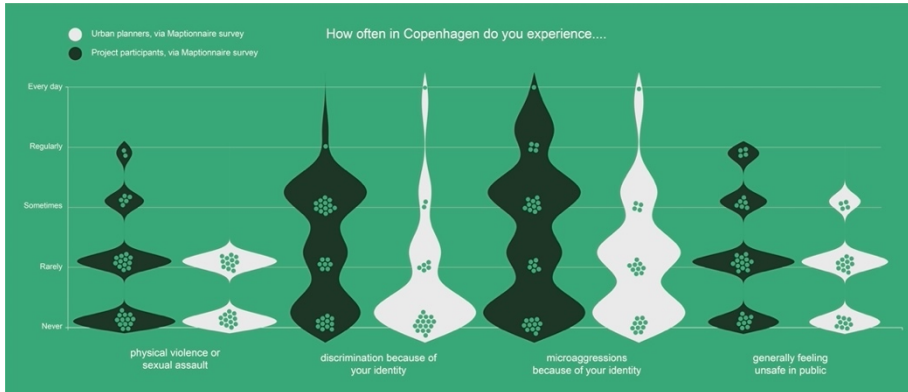 Urban planners, via Maptionnaire survey
Project participants, via Maptionnaire survey
How often in Copenhagen do you experience....
Every day
Regularly
Sometimes
Rarely
Never
physical violence or
sexual assault
discrimination because of
your identity
microaggressions
because of your identity
generally feeling
unsafe in public